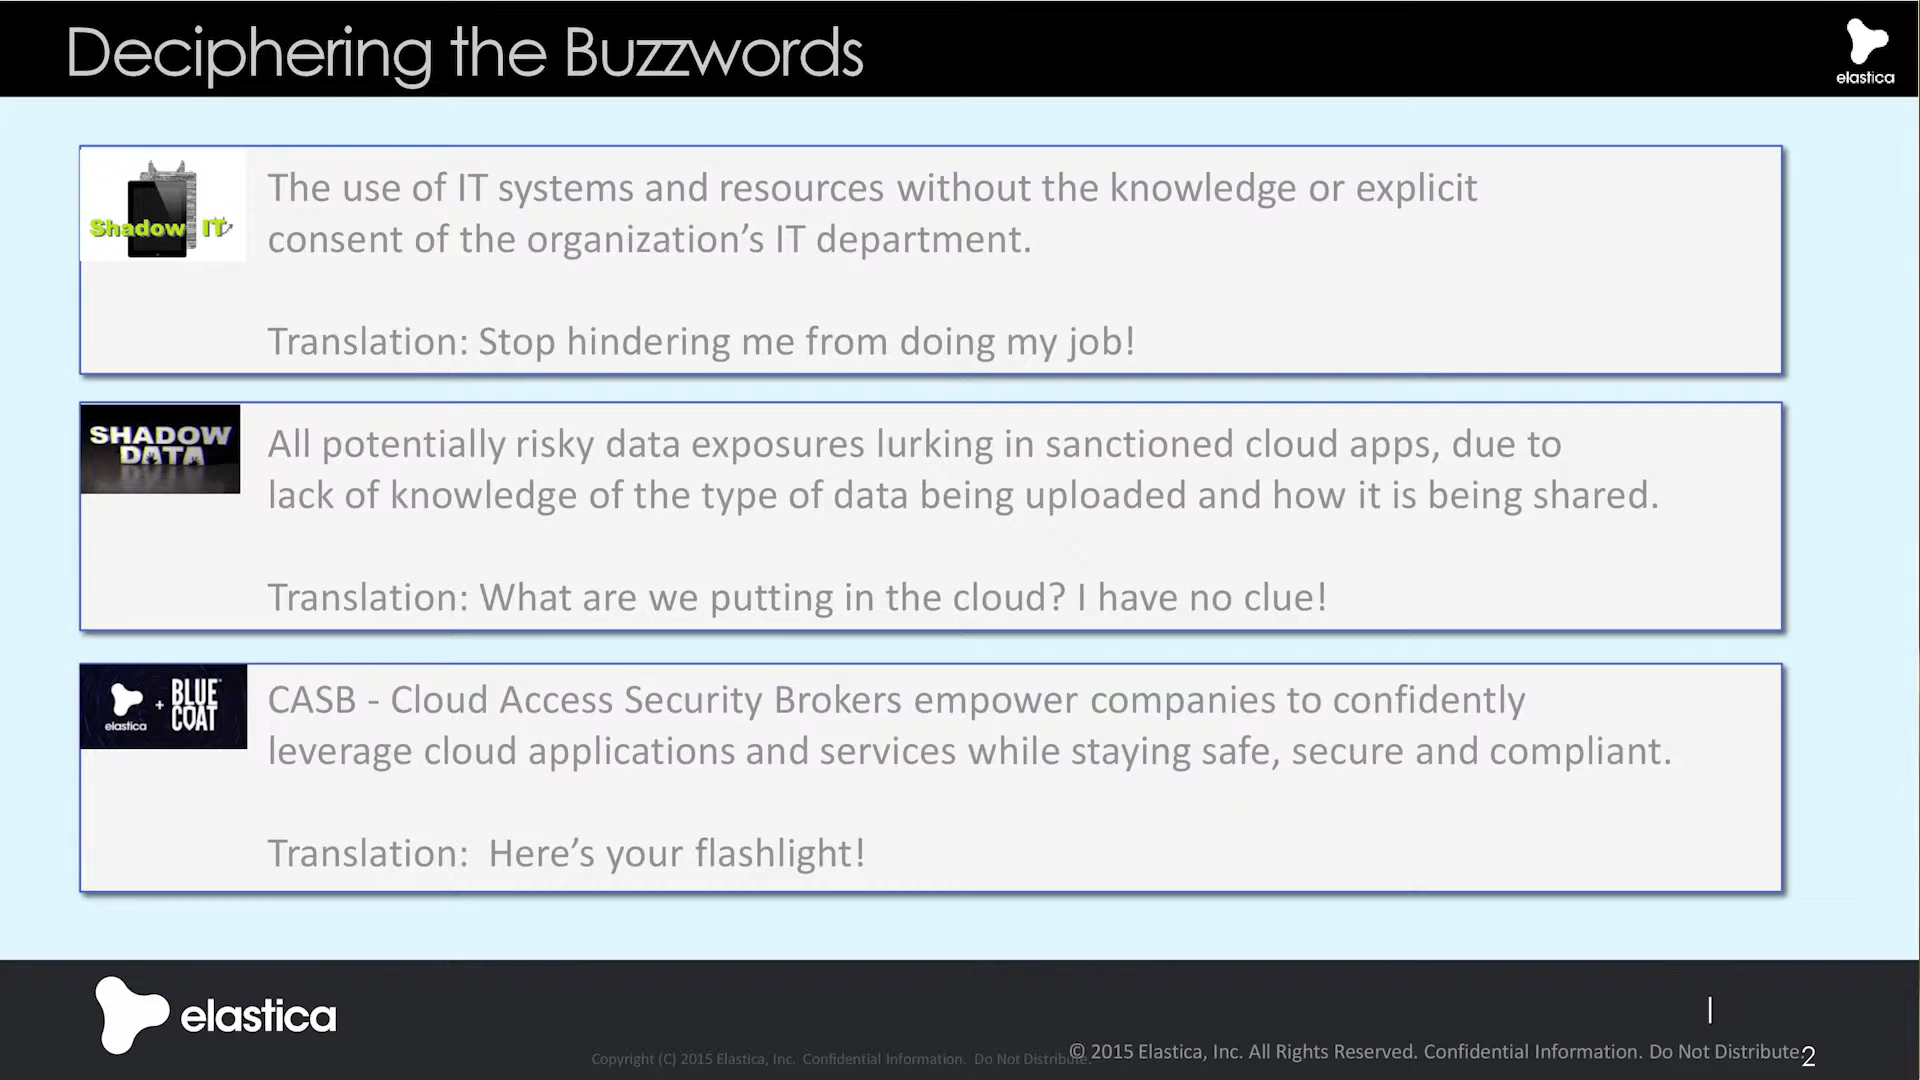 Deciphering the Buzzwords
elastica
Shadow IT
The use of IT systems and resources without the knowledge or explicit
consent of the organization’s IT department.
Translation: Stop hindering me from doing my job!
SHADOW
DATA
All potentially risky data exposures lurking in sanctioned cloud apps, due to
lack of knowledge of the type of data being uploaded and how it is being shared.
Translation: What are we putting in the cloud? I have no clue!
elastica + BLUE COAT
CASB - Cloud Access Security Brokers empower companies to confidently
leverage cloud applications and services while staying safe, secure and compliant.
Translation:  Here’s your flashlight!
elastica
|
Copyright (C) 2015 Elastica, Inc.  Confidential Information.  Do Not Distribute.
© 2015 Elastica, Inc. All Rights Reserved. Confidential Information. Do Not Distribute.
2